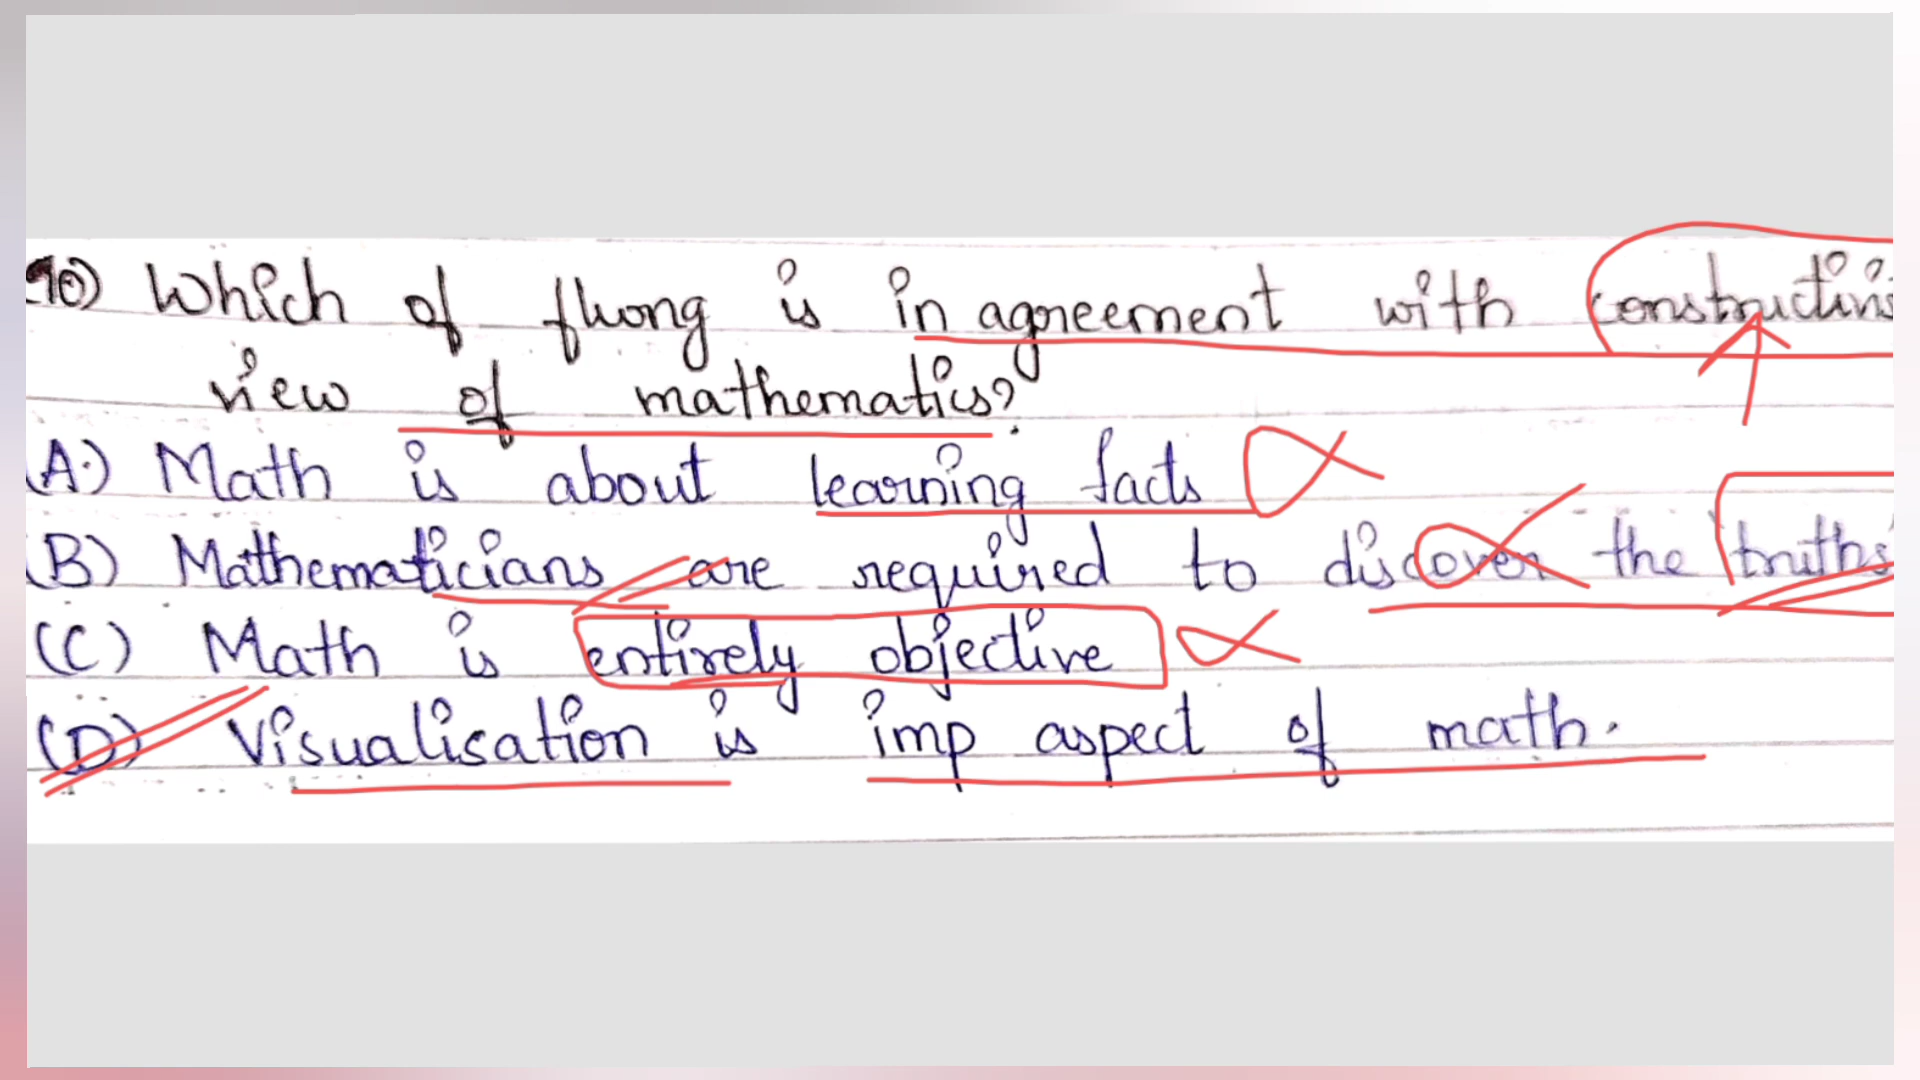 10) Which of flwong is in agreement with constructivis
view of mathematics?
(A) Math is about learning facts
(B) Mathematicians are required to discover the truths
(C) Math is entirely objective
(D) Visualisation is imp aspect of math.